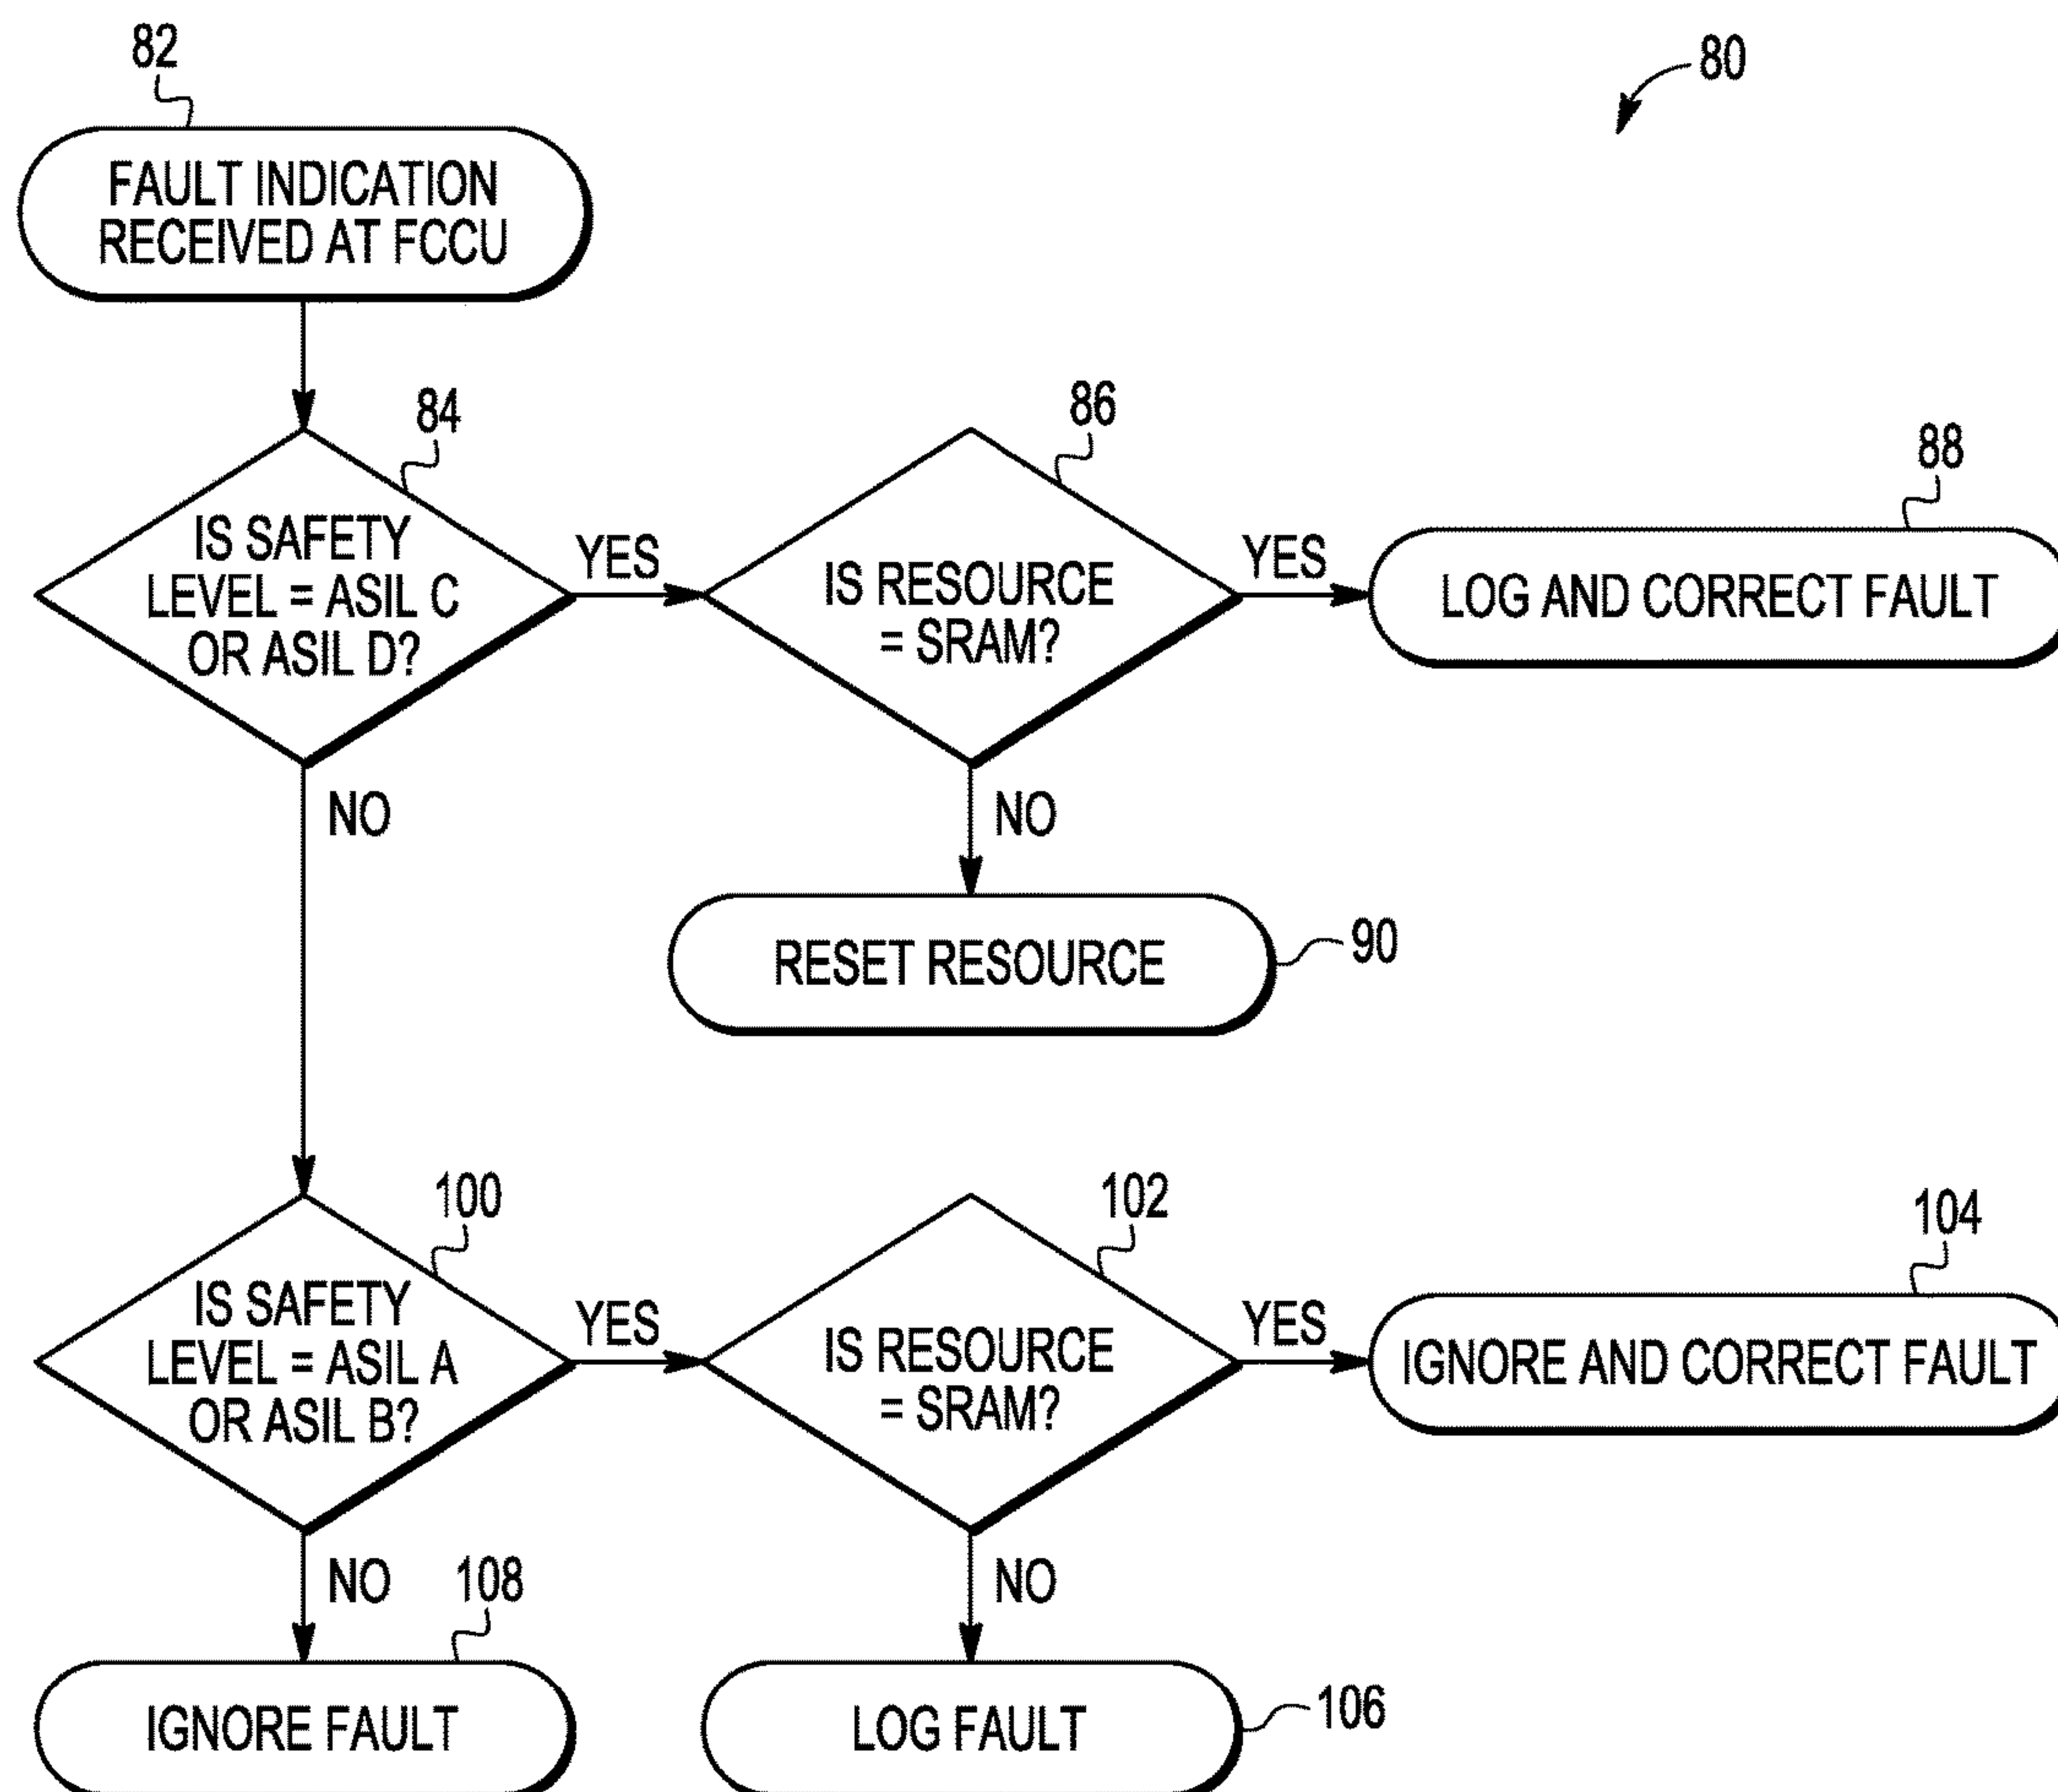 82
80
FAULT INDICATION
RECEIVED AT FCCU
84
86
88
IS SAFETY
LEVEL = ASIL C
OR ASIL D?
YES
IS RESOURCE
= SRAM?
YES
LOG AND CORRECT FAULT
NO
NO
RESET RESOURCE
90
100
102
104
IS SAFETY
LEVEL = ASIL A
OR ASIL B?
YES
IS RESOURCE
= SRAM?
YES
IGNORE AND CORRECT FAULT
NO
108
NO
IGNORE FAULT
LOG FAULT
106